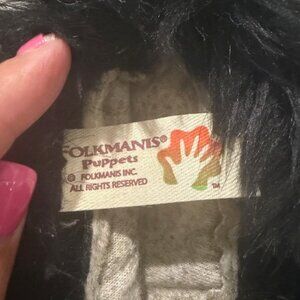 FOLKMANIS®
Puppets
© FOLKMANIS INC.
ALL RIGHTS RESERVED
TM